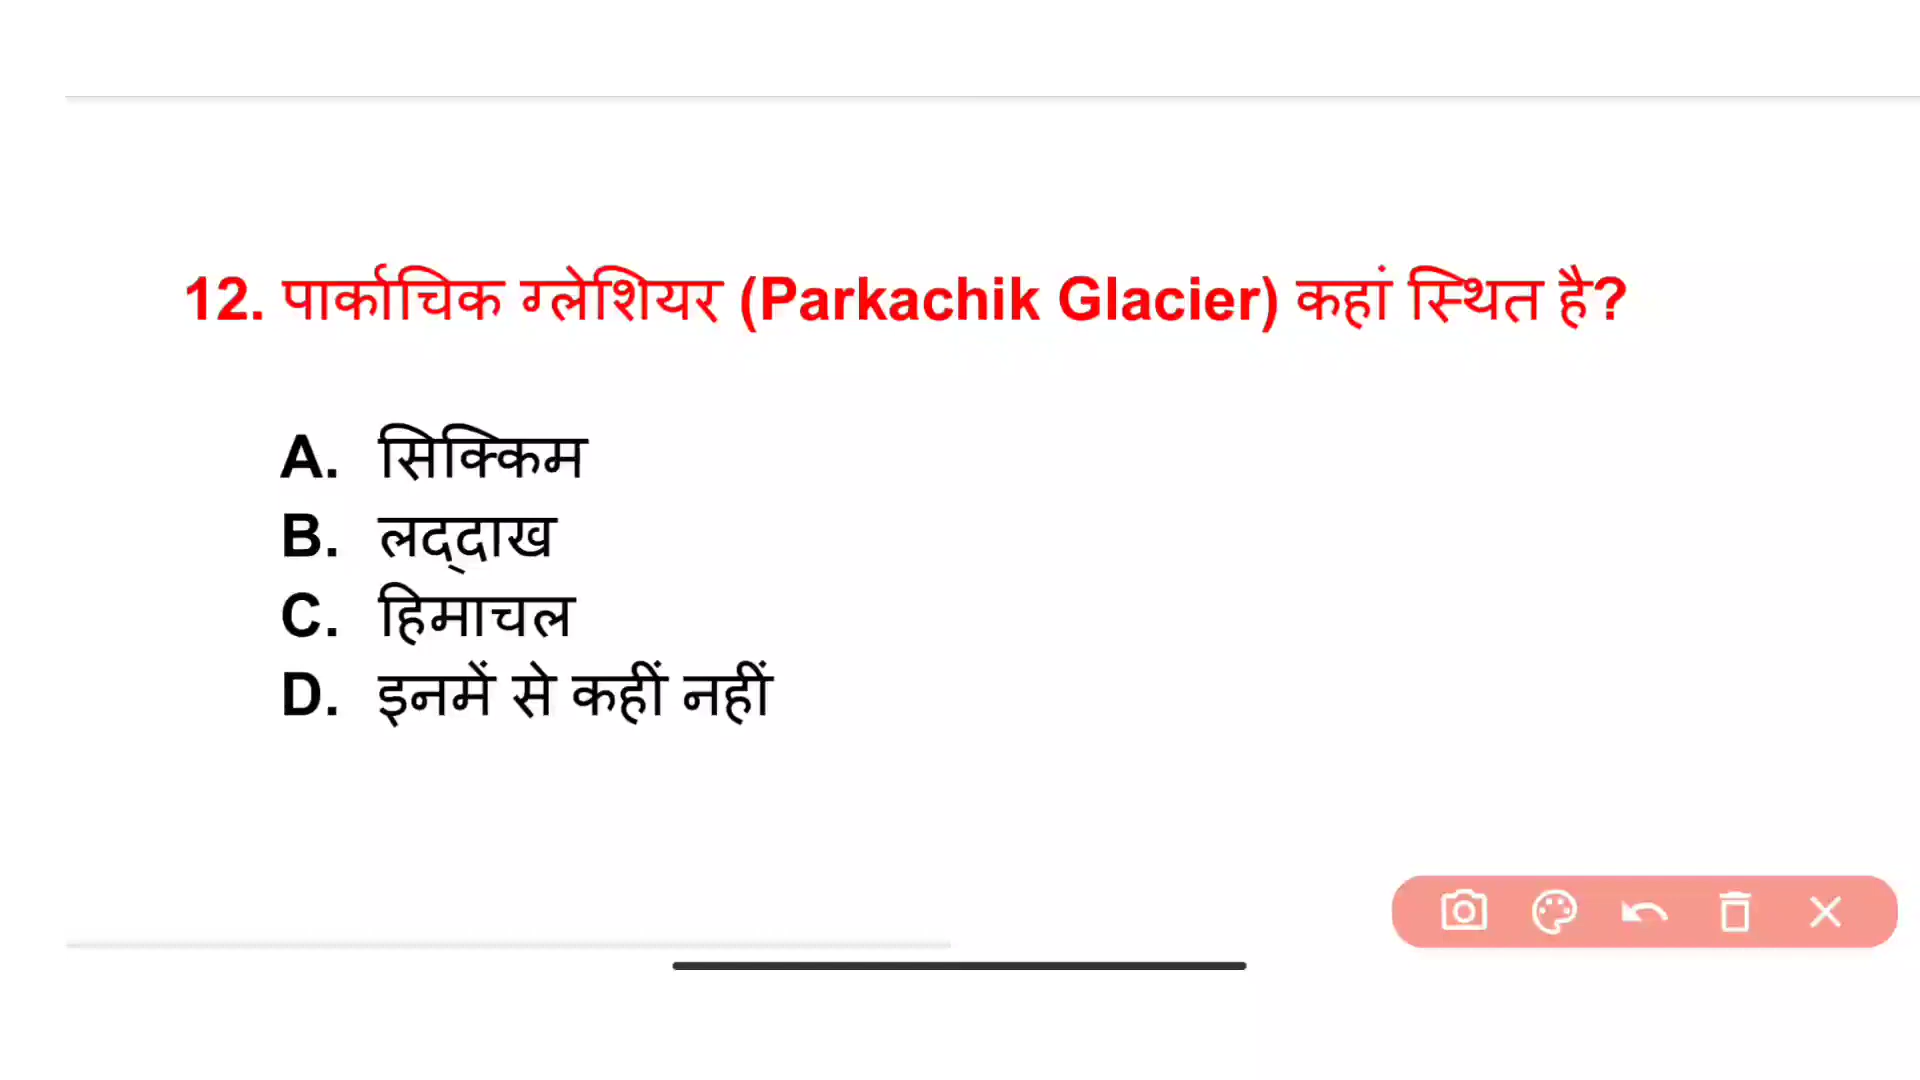 12. पार्काचिक ग्लेशियर (Parkachik Glacier) कहां स्थित है?
A. सिक्किम
B. लद्दाख
C. हिमाचल
D. इनमें से कहीं नहीं